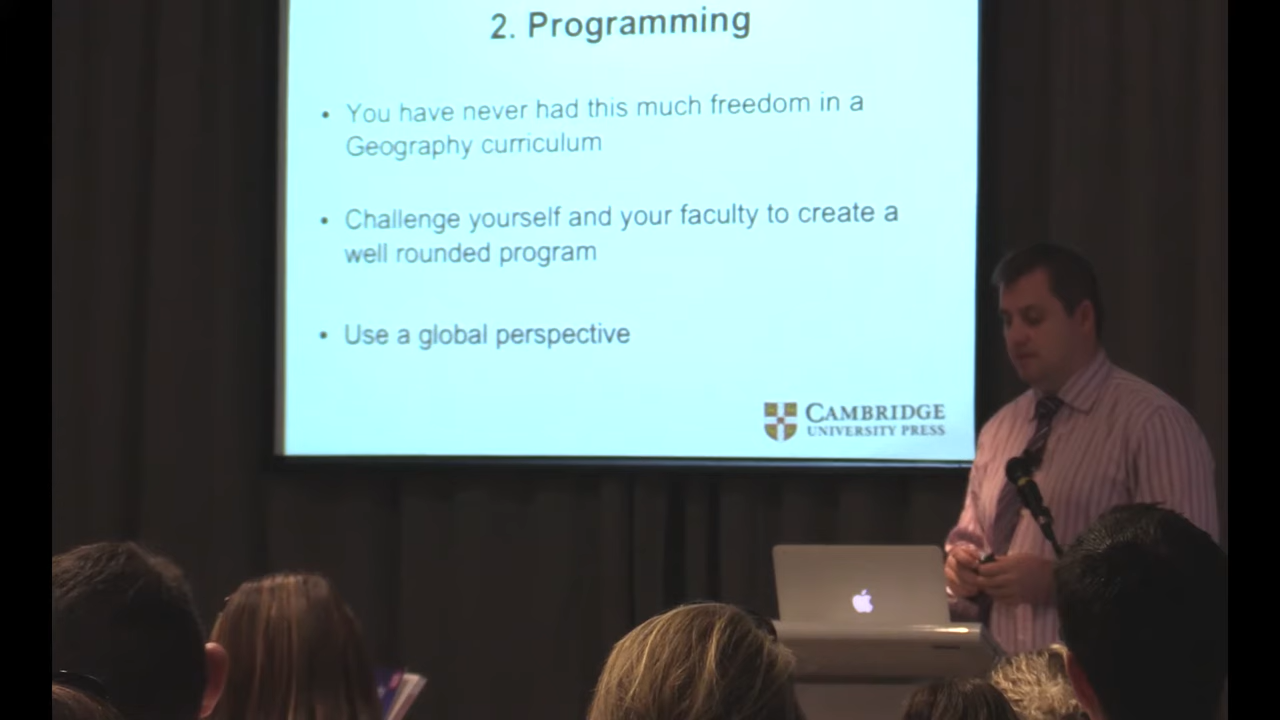 2. Programming
• You have never had this much freedom in a
Geography curriculum
• Challenge yourself and your faculty to create a
well rounded program
• Use a global perspective
CAMBRIDGE
UNIVERSITY PRESS